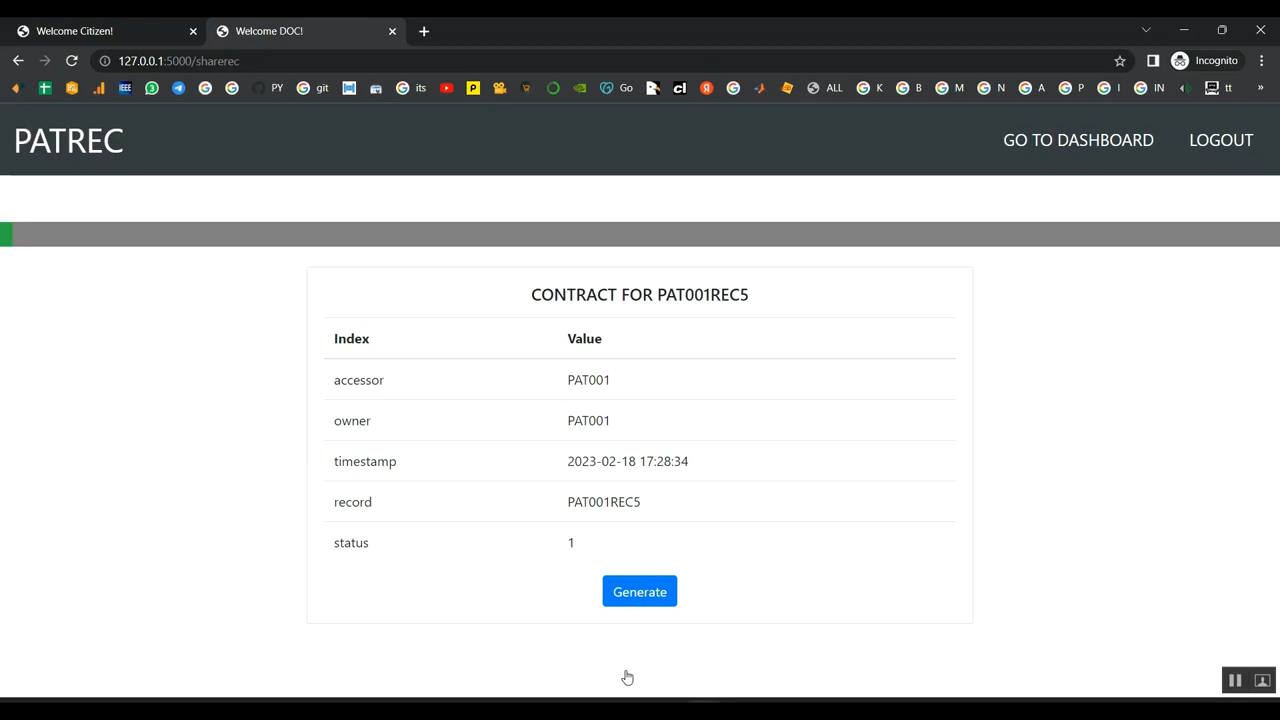 Welcome Citizen!
Welcome DOC!
127.0.0.1:5000/sharerec
Incognito
IEEE
3
PY
git
its
Go
ALL
K
B
M
N
A
P
I
IN
tt
»
PATREC
GO TO DASHBOARD
LOGOUT
CONTRACT FOR PAT001REC5
Index Value
accessor PAT001
owner PAT001
timestamp 2023-02-18 17:28:34
record PAT001REC5
status 1
Generate